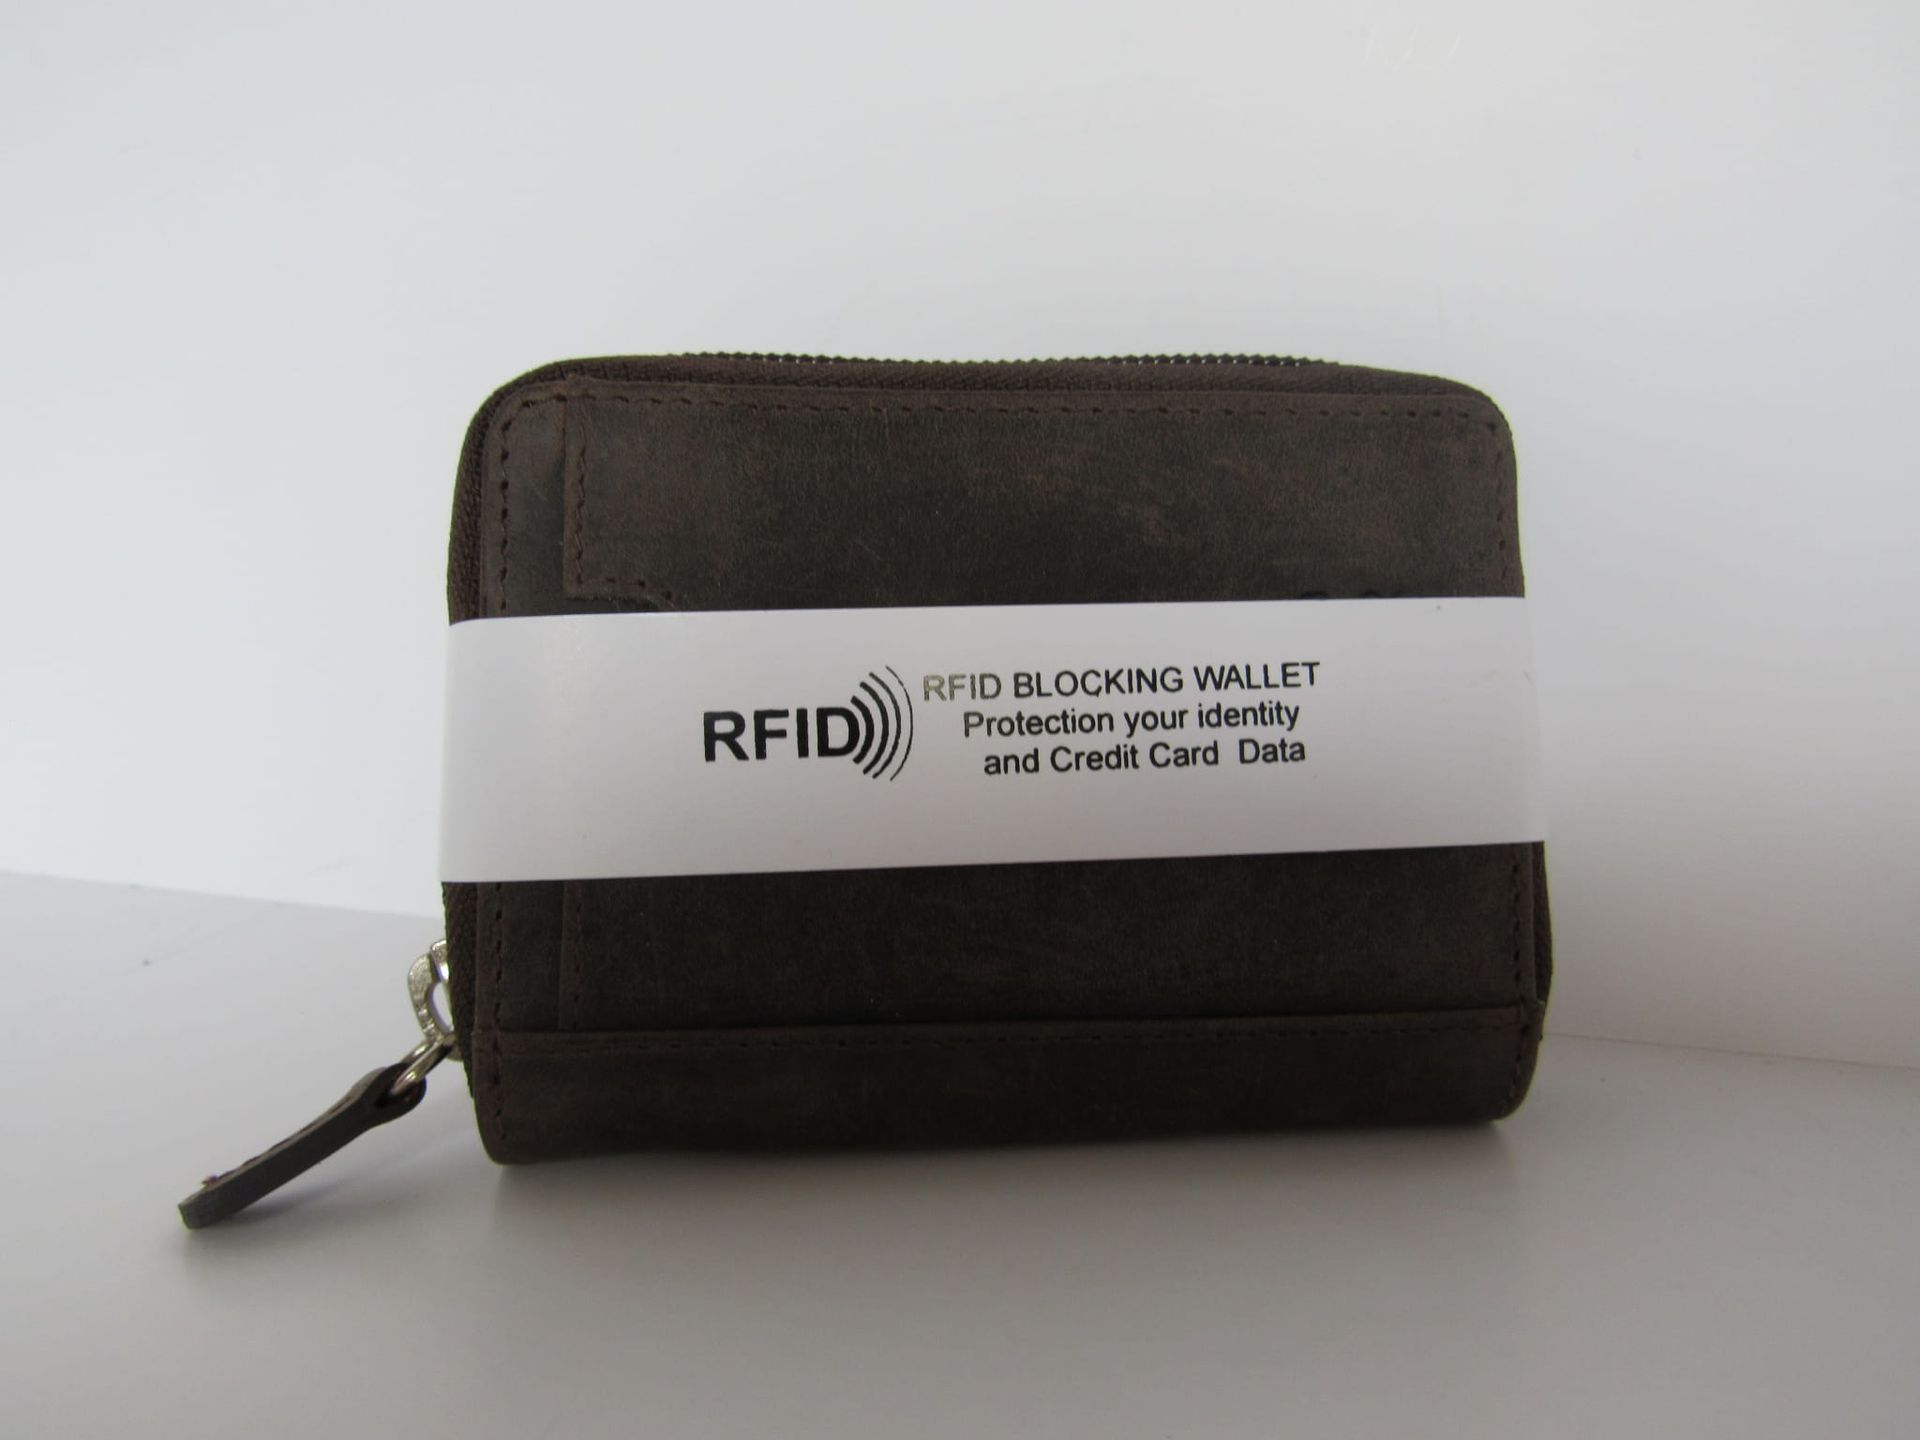 RFID
RFID BLOCKING WALLET
Protection your identity
and Credit Card Data